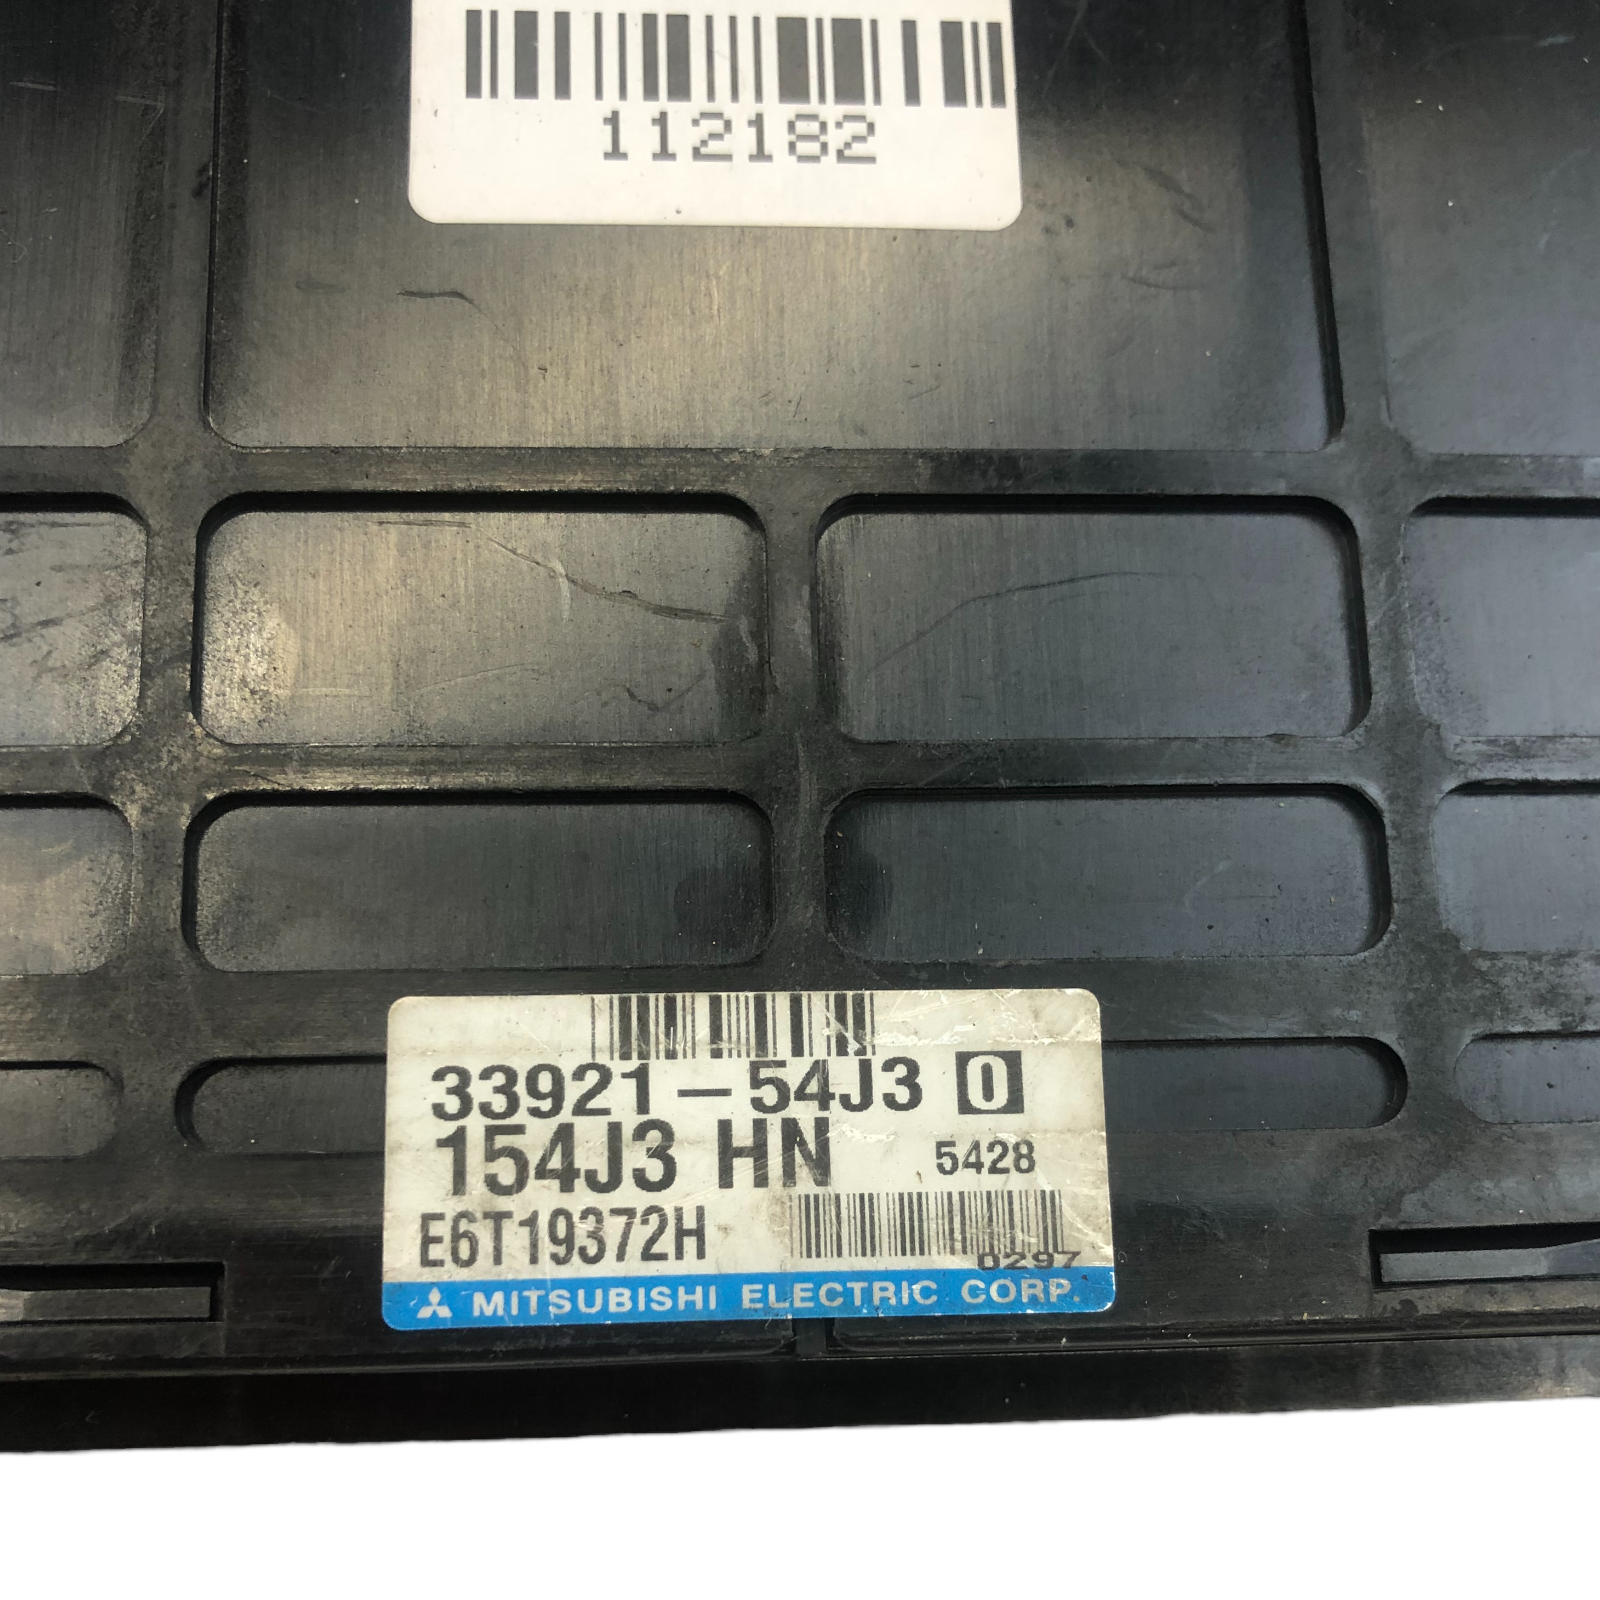 112182
33921-54J3 0
154J3 HN 5428
E6T19372H
0297
MITSUBISHI ELECTRIC CORP.